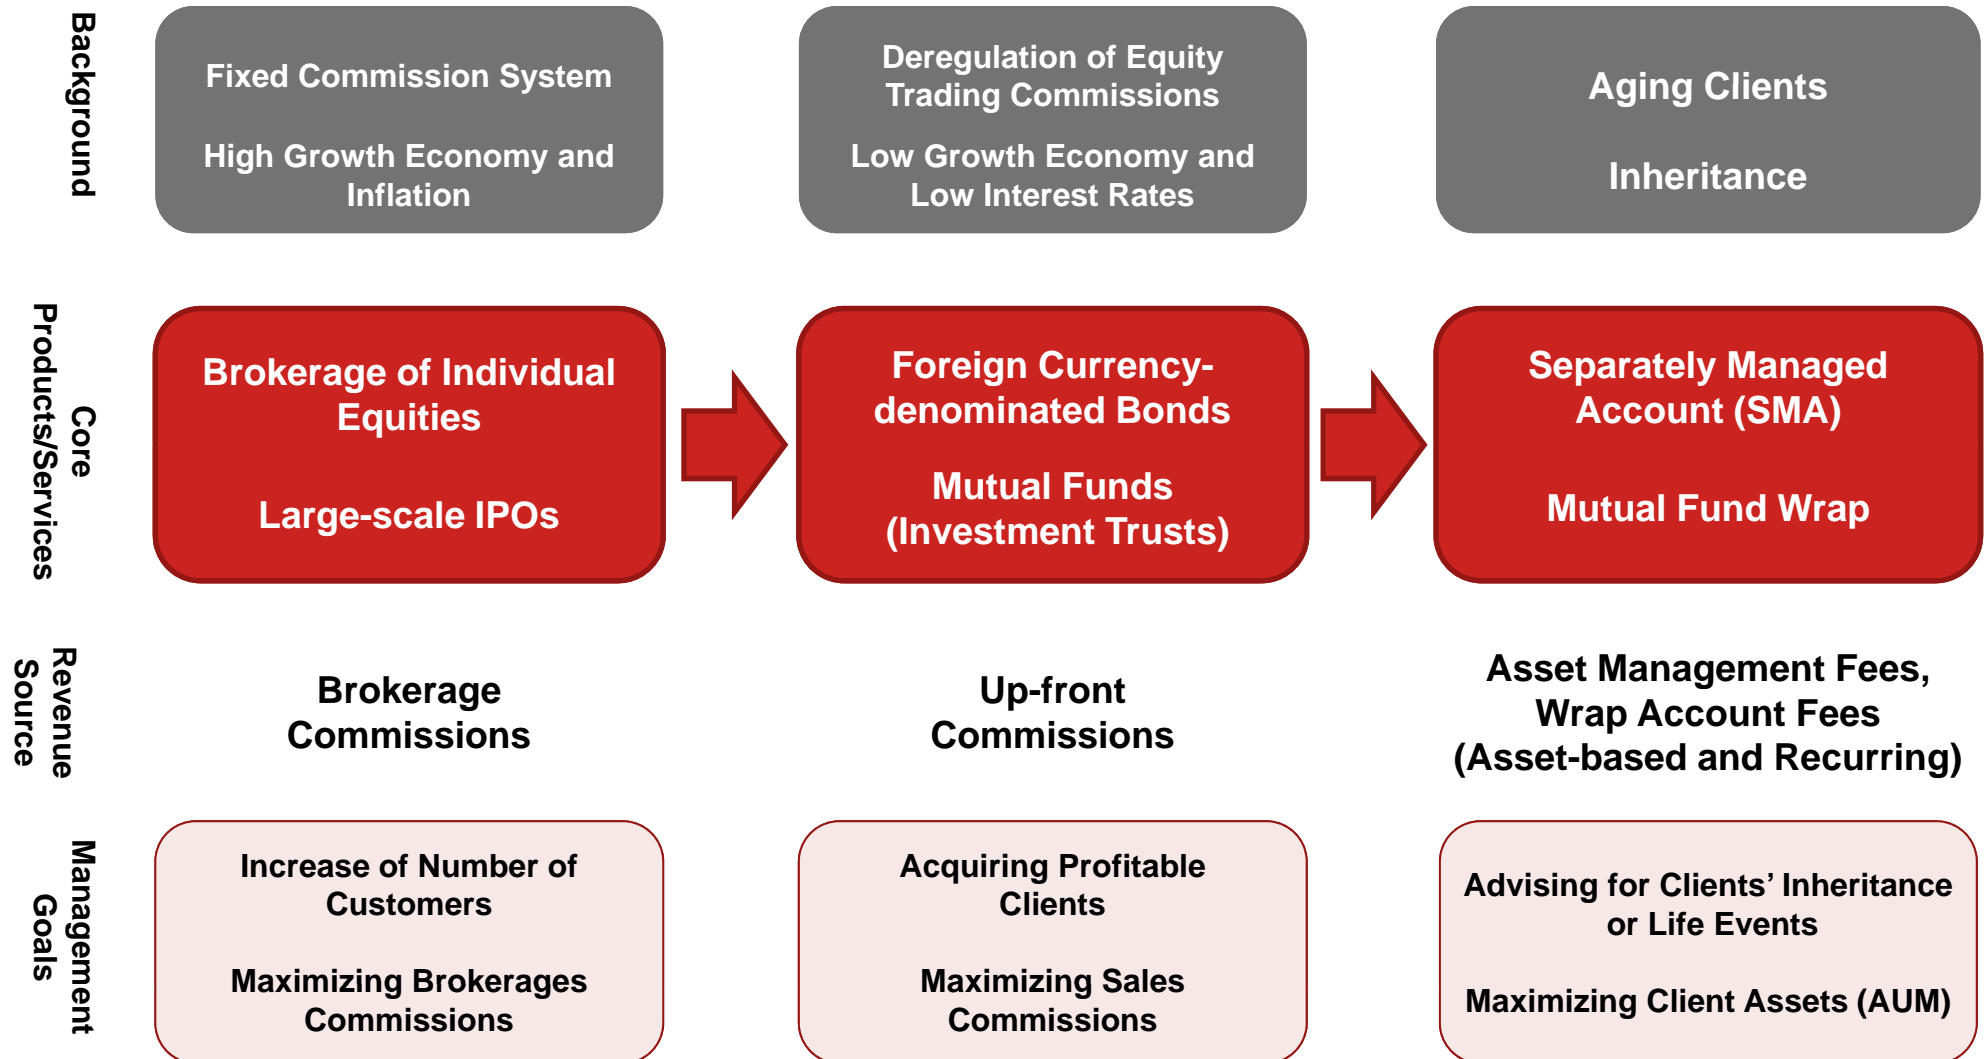 Background
Fixed Commission System
High Growth Economy and
Inflation
Deregulation of Equity
Trading Commissions
Low Growth Economy and
Low Interest Rates
Aging Clients
Inheritance
Core
Products/Services
Brokerage of Individual
Equities
Large-scale IPOs
Foreign Currency-
denominated Bonds
Mutual Funds
(Investment Trusts)
Separately Managed
Account (SMA)
Mutual Fund Wrap
Revenue
Source
Brokerage
Commissions
Up-front
Commissions
Asset Management Fees,
Wrap Account Fees
(Asset-based and Recurring)
Management
Goals
Increase of Number of
Customers
Maximizing Brokerages
Commissions
Acquiring Profitable
Clients
Maximizing Sales
Commissions
Advising for Clients’ Inheritance
or Life Events
Maximizing Client Assets (AUM)